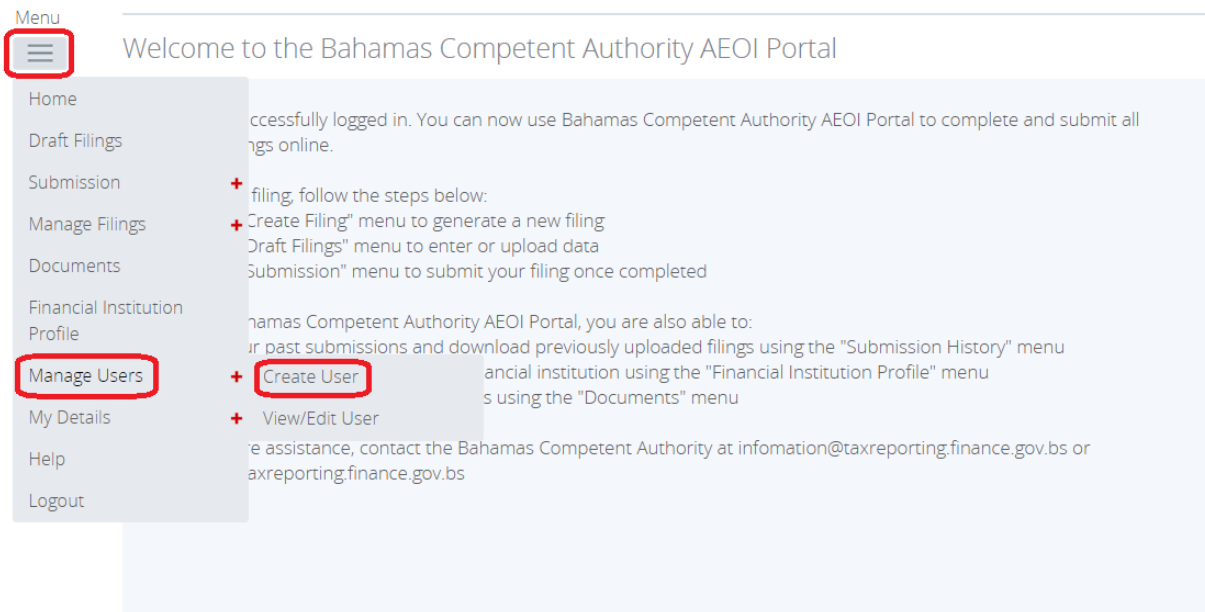 Menu
Welcome to the Bahamas Competent Authority AEOI Portal
Home
Draft Filings
Submission +
Manage Filings +
Documents
Financial Institution
Profile
Manage Users +
My Details +
Help
Logout
Create User
View/Edit User
ccessfully logged in. You can now use Bahamas Competent Authority AEOI Portal to complete and submit all
ngs online.
filing, follow the steps below:
Create Filing" menu to generate a new filing
Draft Filings" menu to enter or upload data
Submission" menu to submit your filing once completed
hamas Competent Authority AEOI Portal, you are also able to:
ur past submissions and download previously uploaded filings using the "Submission History" menu
ancial institution using the "Financial Institution Profile" menu
s using the "Documents" menu
e assistance, contact the Bahamas Competent Authority at infomation@taxreporting.finance.gov.bs or
axreporting.finance.gov.bs